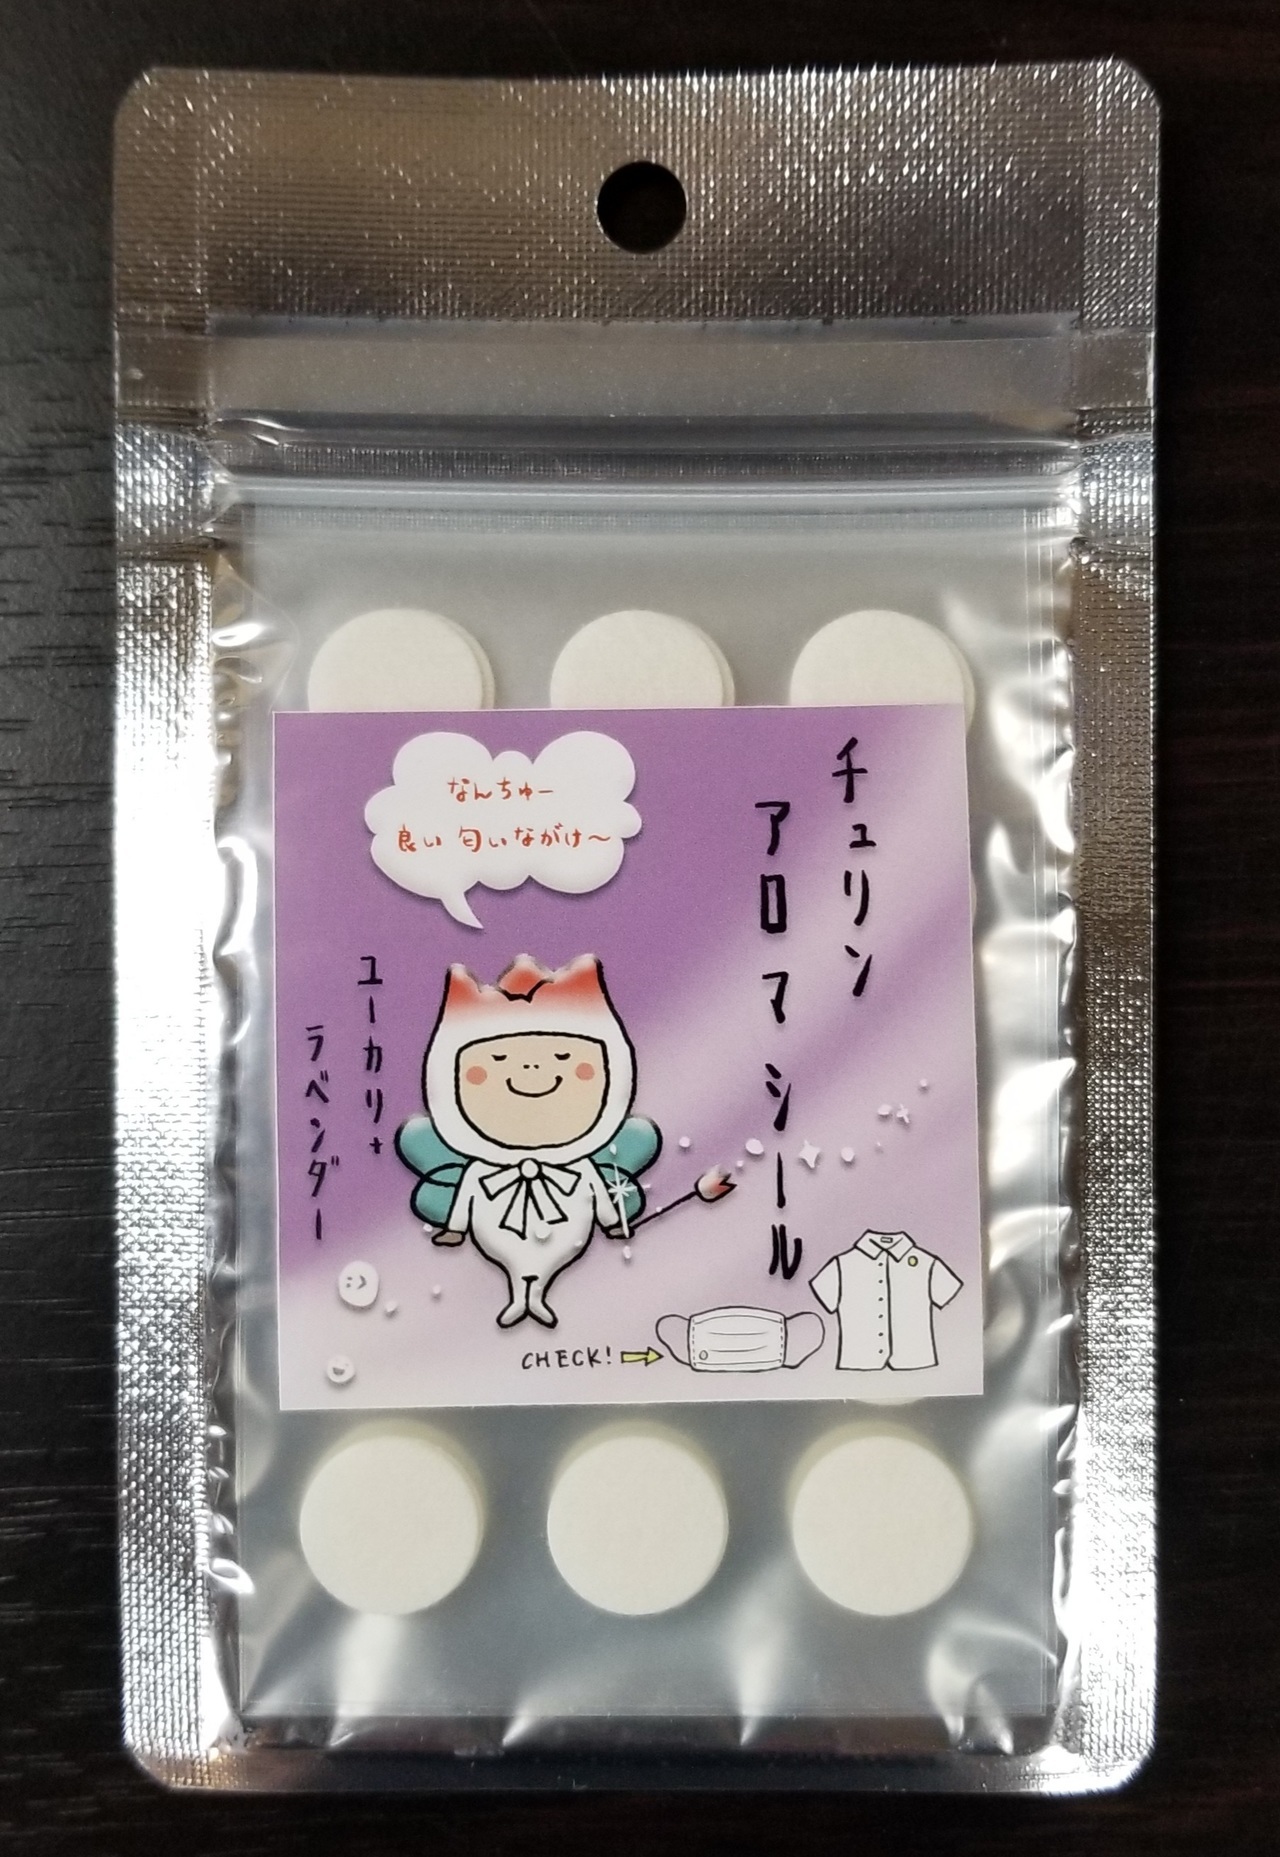 チュリン
アロマシール
なんちゅー
良い匂いながけ～
ユーカリ+
ラベンダー
CHECK!